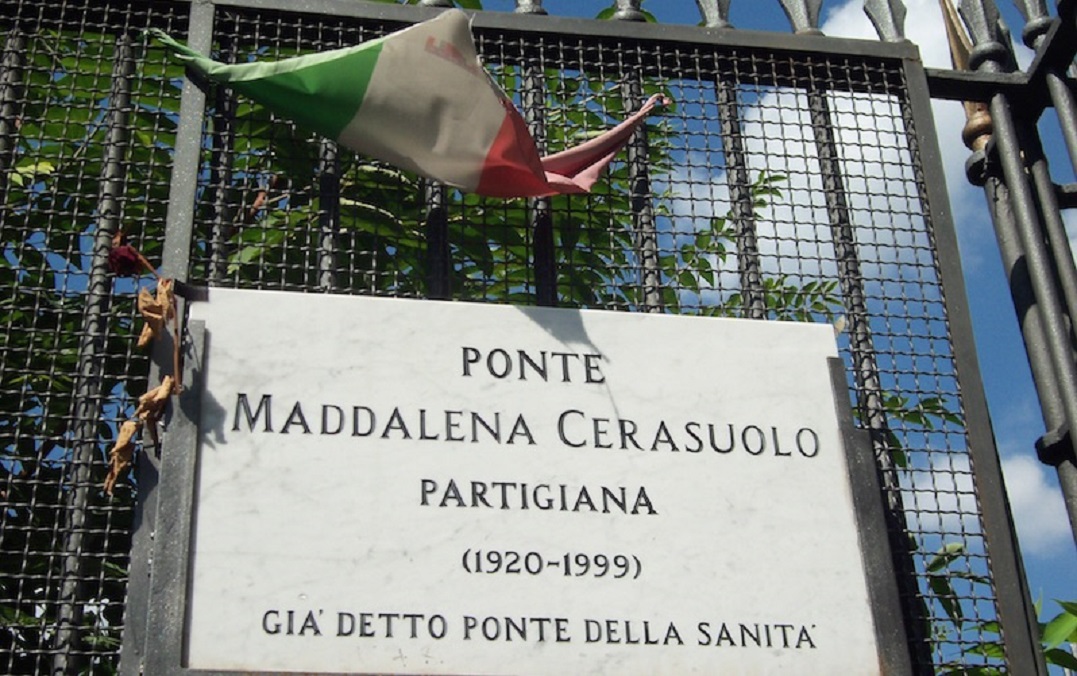 PONTE
MADDALENA CERASUOLO
PARTIGIANA
(1920-1999)
GIA' DETTO PONTE DELLA SANITA'